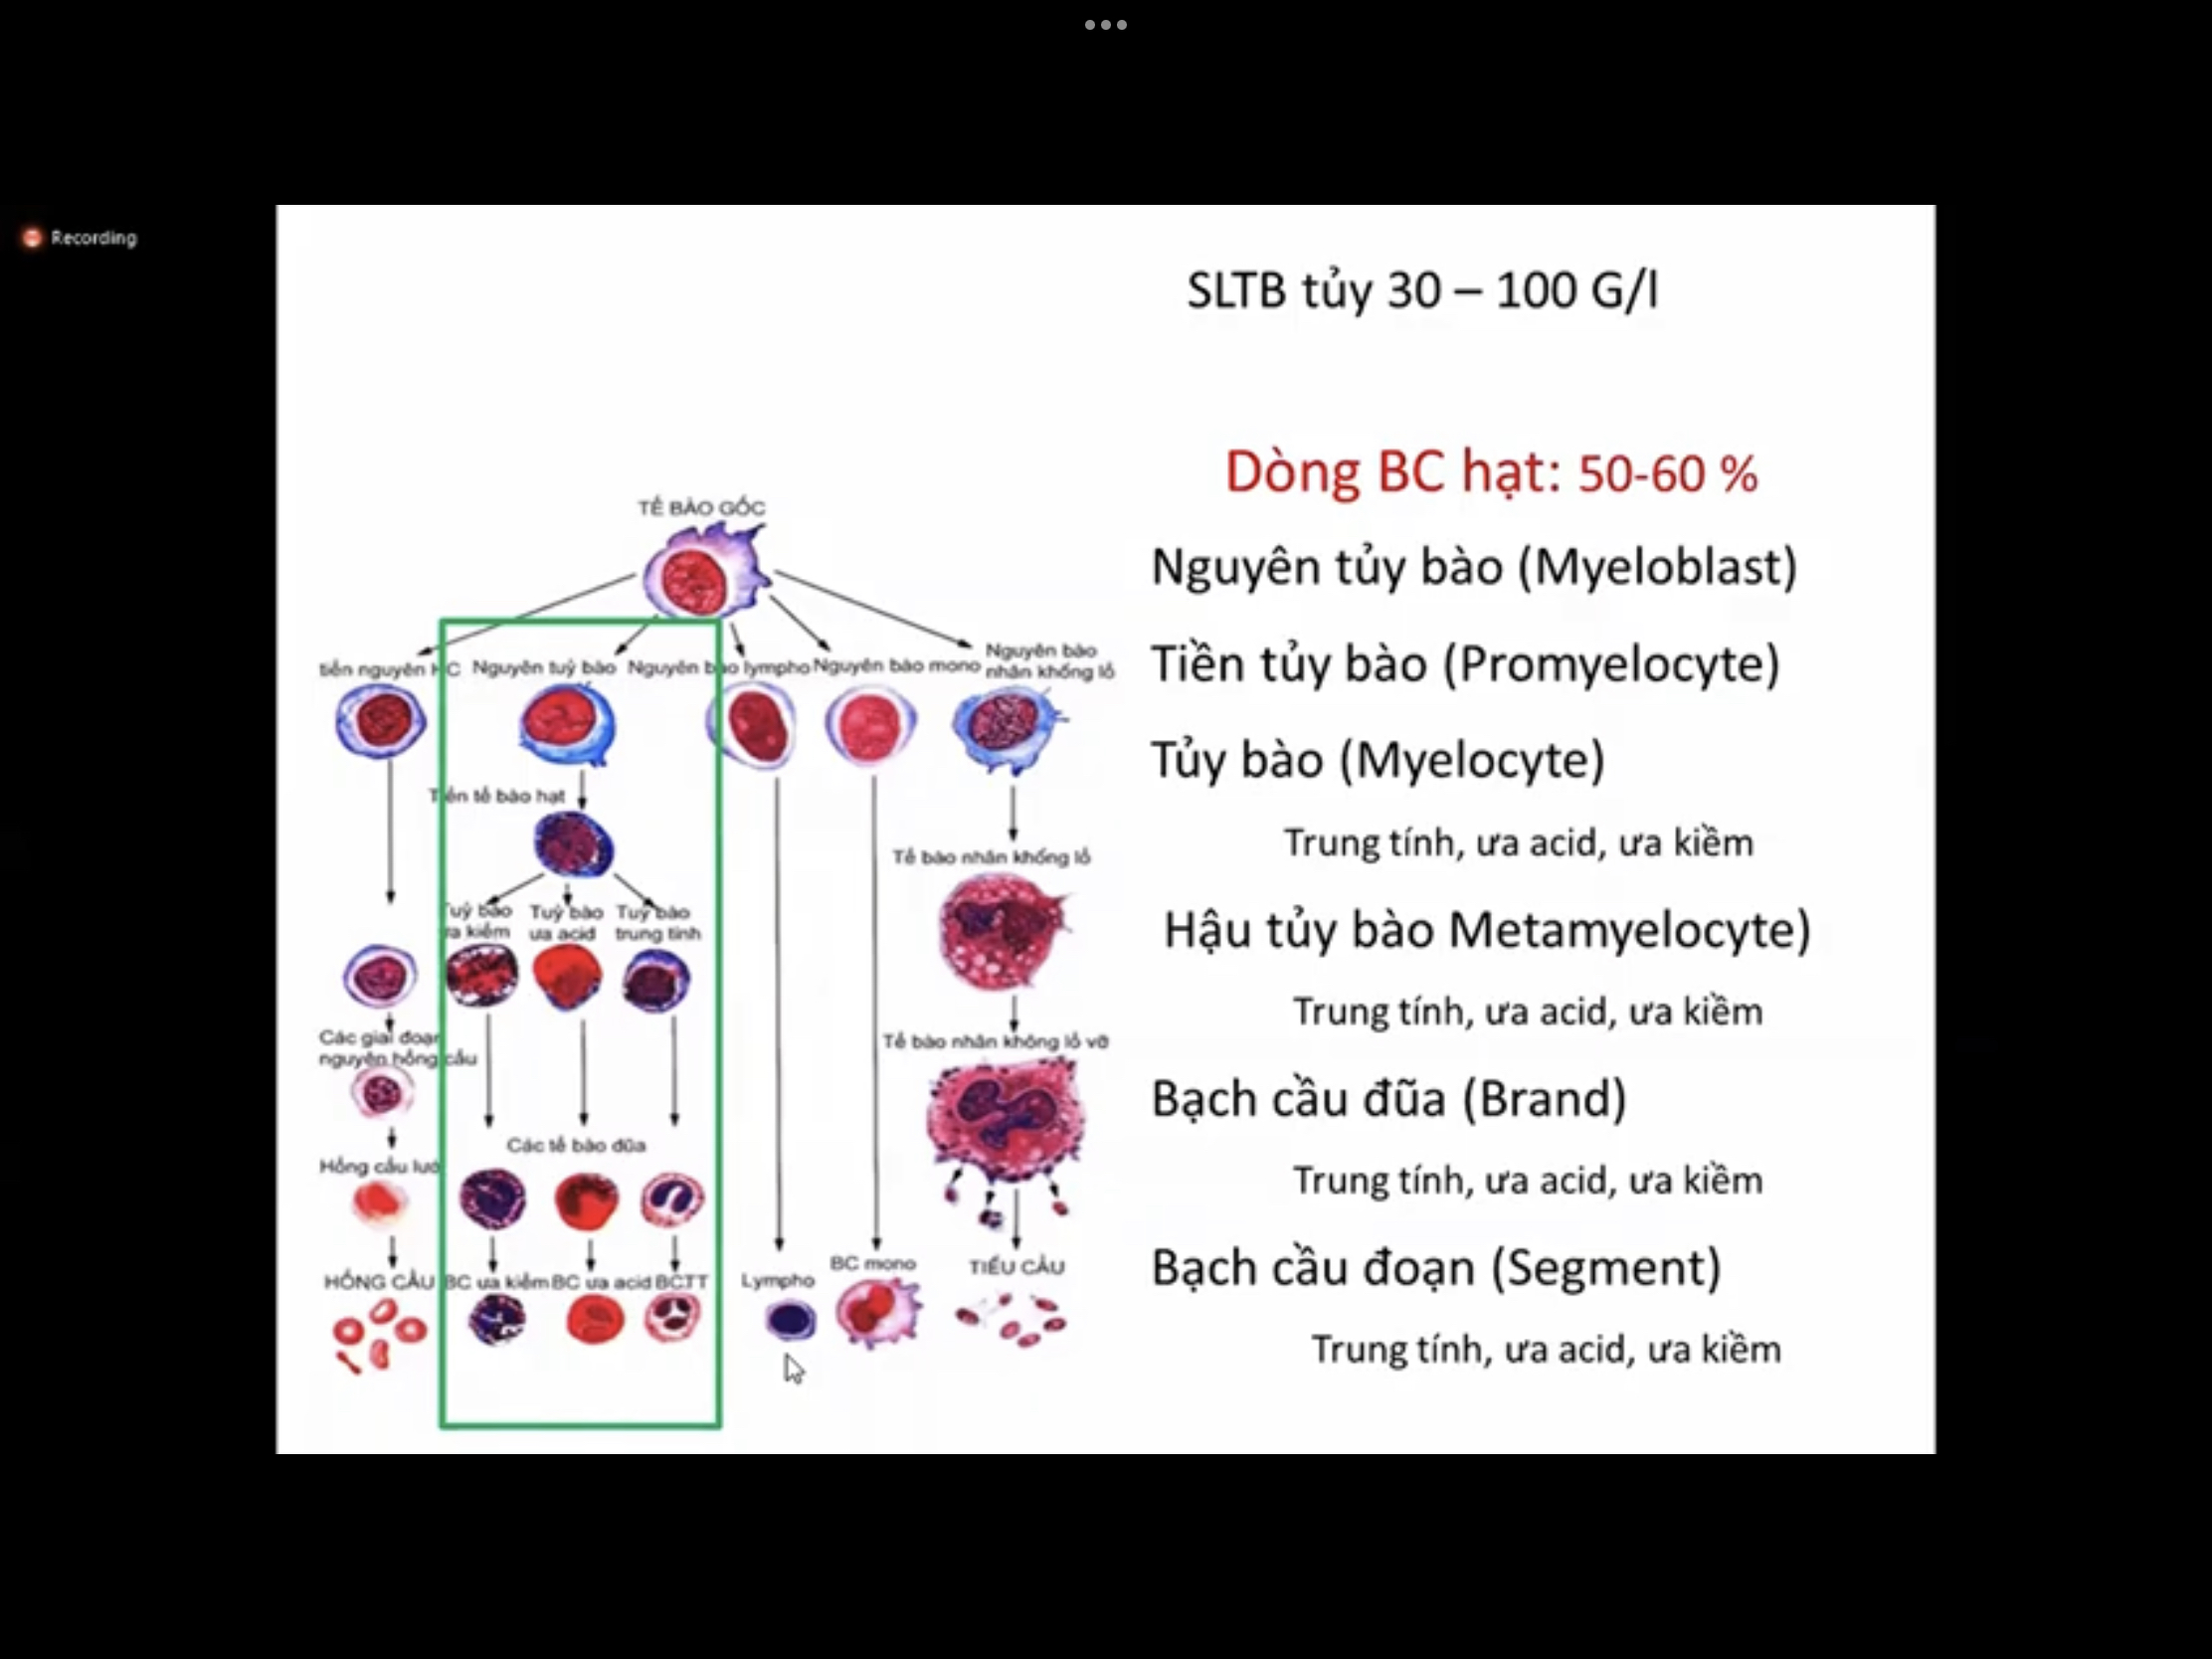 Recording
SLTB tủy 30 – 100 G/l
Dòng BC hạt: 50-60 %
Nguyên tủy bào (Myeloblast)
Tiền tủy bào (Promyelocyte)
Tủy bào (Myelocyte)
Trung tính, ưa acid, ưa kiềm
Hậu tủy bào Metamyelocyte)
Trung tính, ưa acid, ưa kiềm
Bạch cầu đũa (Brand)
Trung tính, ưa acid, ưa kiềm
Bạch cầu đoạn (Segment)
Trung tính, ưa acid, ưa kiềm
TẾ BÀO GỐC
tiền nguyên HC
Nguyên tuỷ bào
Nguyên bào lympho
Nguyên bào mono
Nguyên bào
nhân khổng lồ
Tiền tế bào hạt
Tuỷ bào
ưa kiềm
Tuỷ bào
ưa acid
Tuỷ bào
trung tính
Tế bào nhân khổng lồ
Các giai đoạn
nguyên hồng cầu
Tế bào nhân khổng lồ vỡ
Các tế bào đũa
Hồng cầu
HỒNG CẦU
BC ưa kiềm
BC ưa acid
BCTT
Lympho
BC mono
TIỂU CẦU